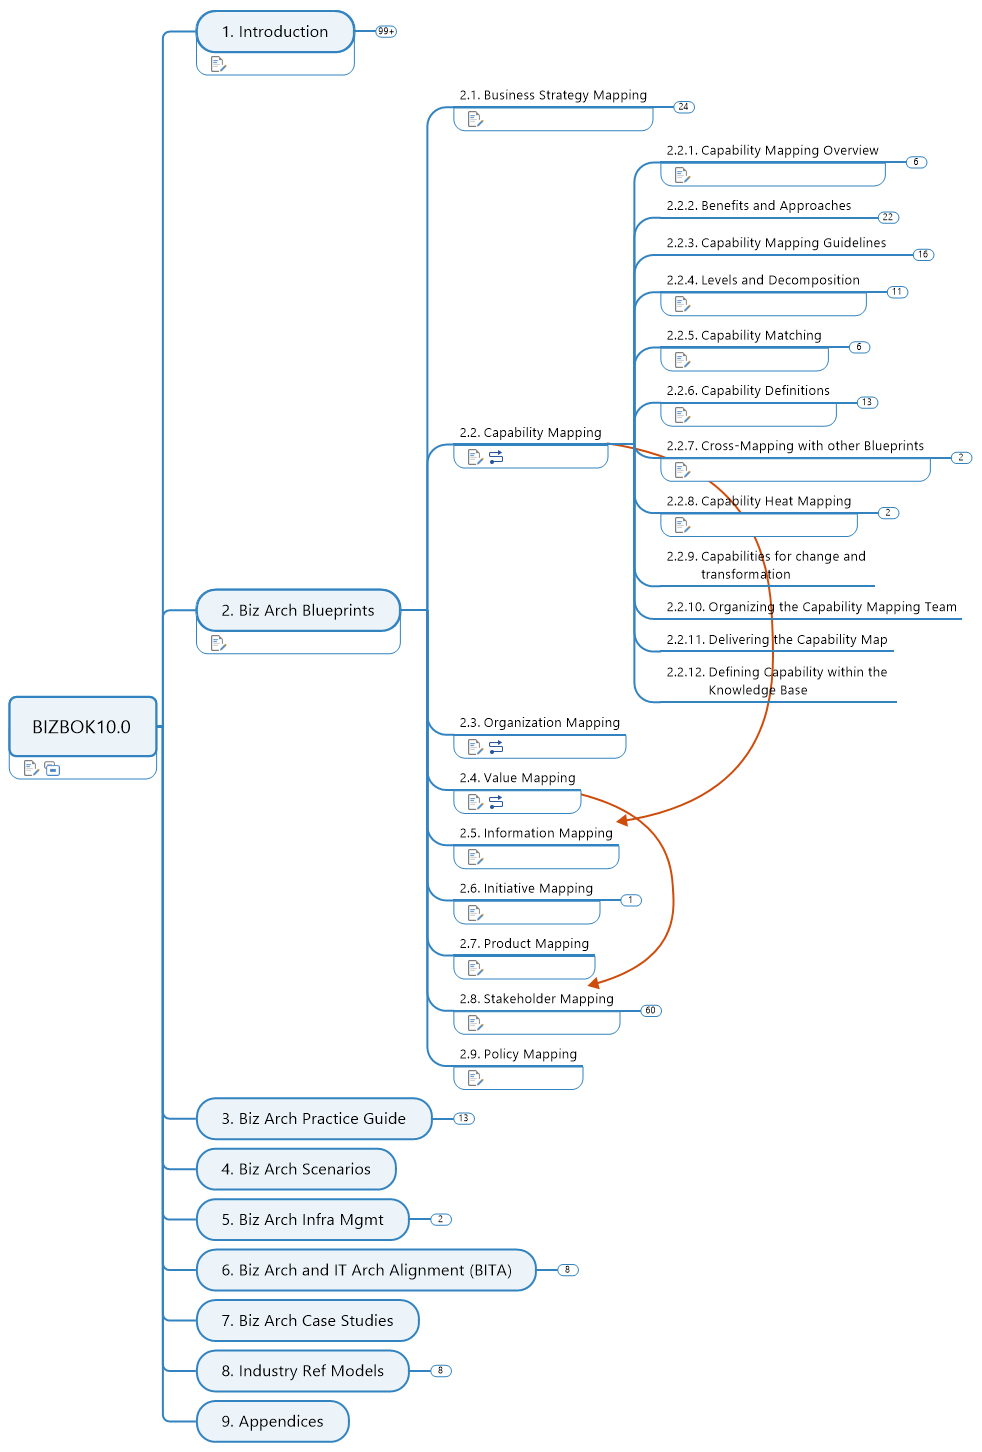 1. Introduction
99+
2.1. Business Strategy Mapping
24
2.2.1. Capability Mapping Overview
6
2.2.2. Benefits and Approaches
22
2.2.3. Capability Mapping Guidelines
16
2.2.4. Levels and Decomposition
11
2.2.5. Capability Matching
6
2.2.6. Capability Definitions
13
2.2. Capability Mapping
2.2.7. Cross-Mapping with other Blueprints
2
2.2.8. Capability Heat Mapping
2
2.2.9. Capabilities for change and
transformation
2. Biz Arch Blueprints
2.2.10. Organizing the Capability Mapping Team
2.2.11. Delivering the Capability Map
2.2.12. Defining Capability within the
Knowledge Base
BIZBOK10.0
2.3. Organization Mapping
2.4. Value Mapping
2.5. Information Mapping
2.6. Initiative Mapping
1
2.7. Product Mapping
2.8. Stakeholder Mapping
60
2.9. Policy Mapping
3. Biz Arch Practice Guide
13
4. Biz Arch Scenarios
5. Biz Arch Infra Mgmt
2
6. Biz Arch and IT Arch Alignment (BITA)
8
7. Biz Arch Case Studies
8. Industry Ref Models
8
9. Appendices